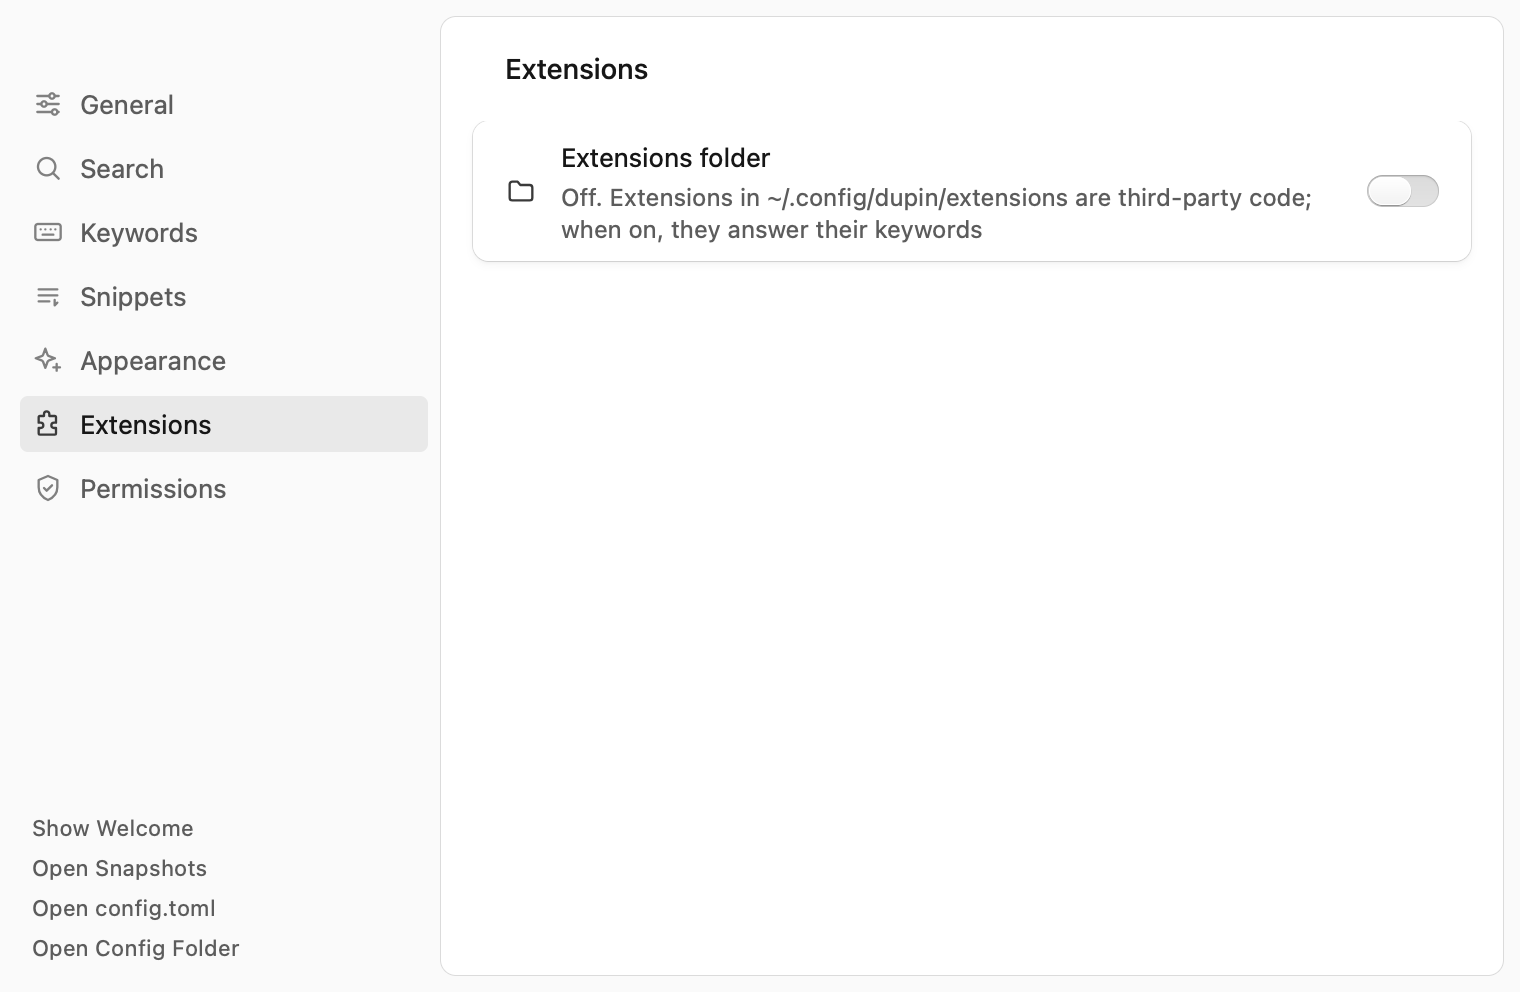 General
Search
Keywords
Snippets
Appearance
Extensions
Permissions
Show Welcome
Open Snapshots
Open config.toml
Open Config Folder
Extensions
Extensions folder
Off. Extensions in ~/.config/dupin/extensions are third-party code;
when on, they answer their keywords